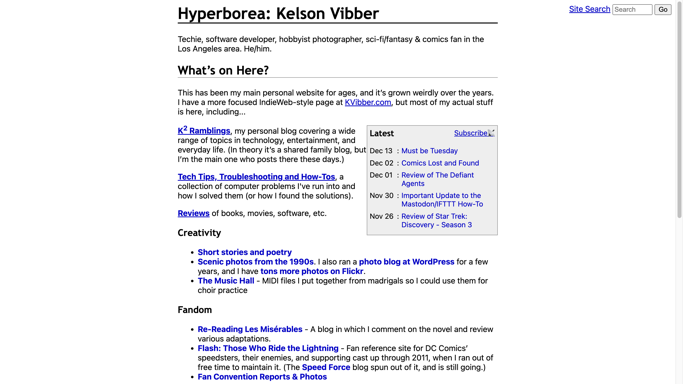 Hyperborea: Kelson Vibber
Site Search Search Go
Techie, software developer, hobbyist photographer, sci-fi/fantasy & comics fan in the
Los Angeles area. He/him.
What's on Here?
This has been my main personal website for ages, and it's grown weirdly over the years.
I have a more focused IndieWeb-style page at KVibber.com, but most of my actual stuff
is here, including...
K2 Ramblings, my personal blog covering a wide
range of topics in technology, entertainment, and
everyday life. (In theory it's a shared family blog, but
I'm the main one who posts there these days.)
Tech Tips, Troubleshooting and How-Tos, a
collection of computer problems I've run into and
how I solved them (or how I found the solutions).
Reviews of books, movies, software, etc.
Latest Subscribe
Dec 13 : Must be Tuesday
Dec 02 : Comics Lost and Found
Dec 01 : Review of The Defiant
Agents
Nov 30 : Important Update to the
Mastodon/IFTTT How-To
Nov 26 : Review of Star Trek:
Discovery - Season 3
Creativity
• Short stories and poetry
• Scenic photos from the 1990s. I also ran a photo blog at WordPress for a few
years, and I have tons more photos on Flickr.
• The Music Hall - MIDI files I put together from madrigals so I could use them for
choir practice
Fandom
• Re-Reading Les Misérables - A blog in which I comment on the novel and review
various adaptations.
• Flash: Those Who Ride the Lightning - Fan reference site for DC Comics'
speedsters, their enemies, and supporting cast up through 2011, when I ran out of
free time to maintain it. (The Speed Force blog spun out of it, and is still going.)
• Fan Convention Reports & Photos